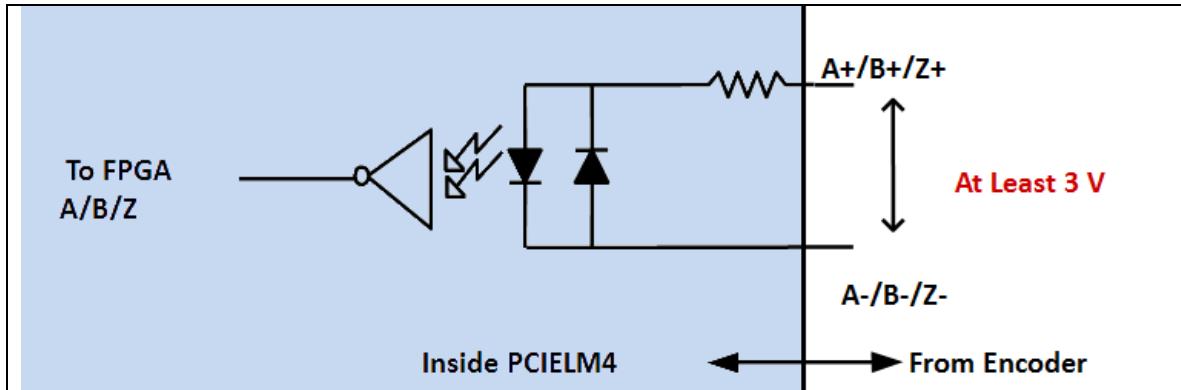 A+/B+/Z+
To FPGA
A/B/Z
At Least 3 V
A-/B-/Z-
Inside PCIELM4
From Encoder